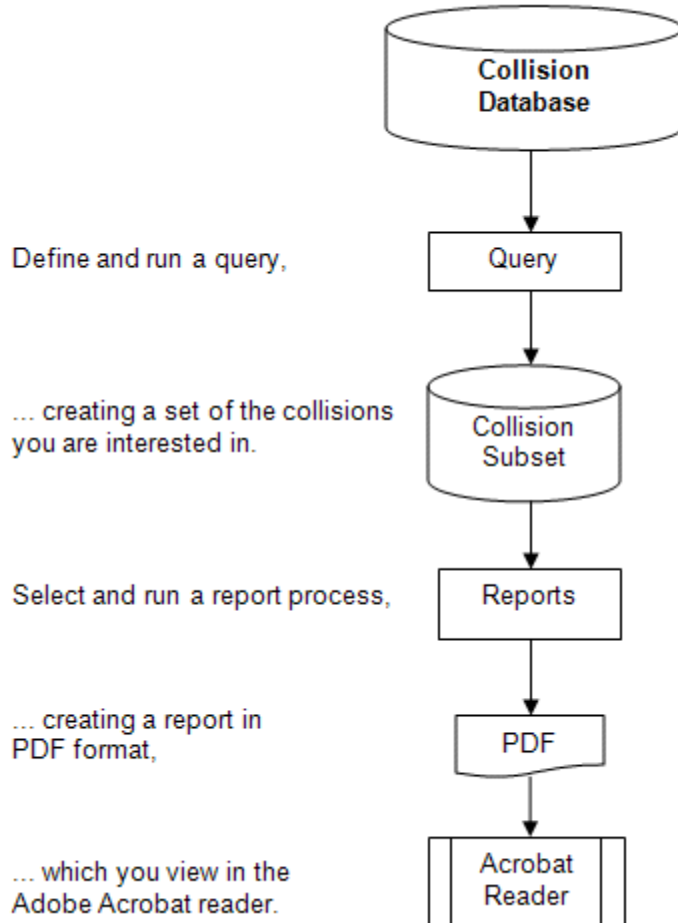 Collision
Database
Define and run a query,
Query
... creating a set of the collisions
you are interested in.
Collision
Subset
Select and run a report process,
Reports
... creating a report in
PDF format,
PDF
... which you view in the
Adobe Acrobat reader.
Acrobat
Reader